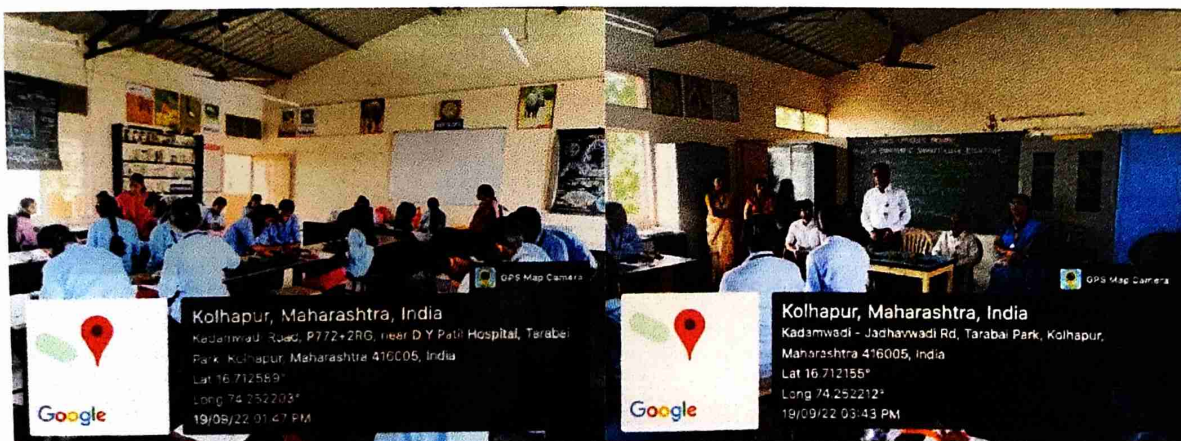 GPS Map Camera
Kolhapur, Maharashtra, India
Kadamwadi Road, P772+2RG, near D Y Patil Hospital, Tarabai
Park, Kolhapur, Maharashtra 416005, India
Lat 16.712589°
Long 74.252203°
19/09/22 01:47 PM
Google
GPS Map Camera
Kolhapur, Maharashtra, India
Kadamwadi - Jadhavwadi Rd, Tarabai Park, Kolhapur,
Maharashtra 416005, India
Lat 16.712155°
Long 74.252212°
19/09/22 03:43 PM
Google